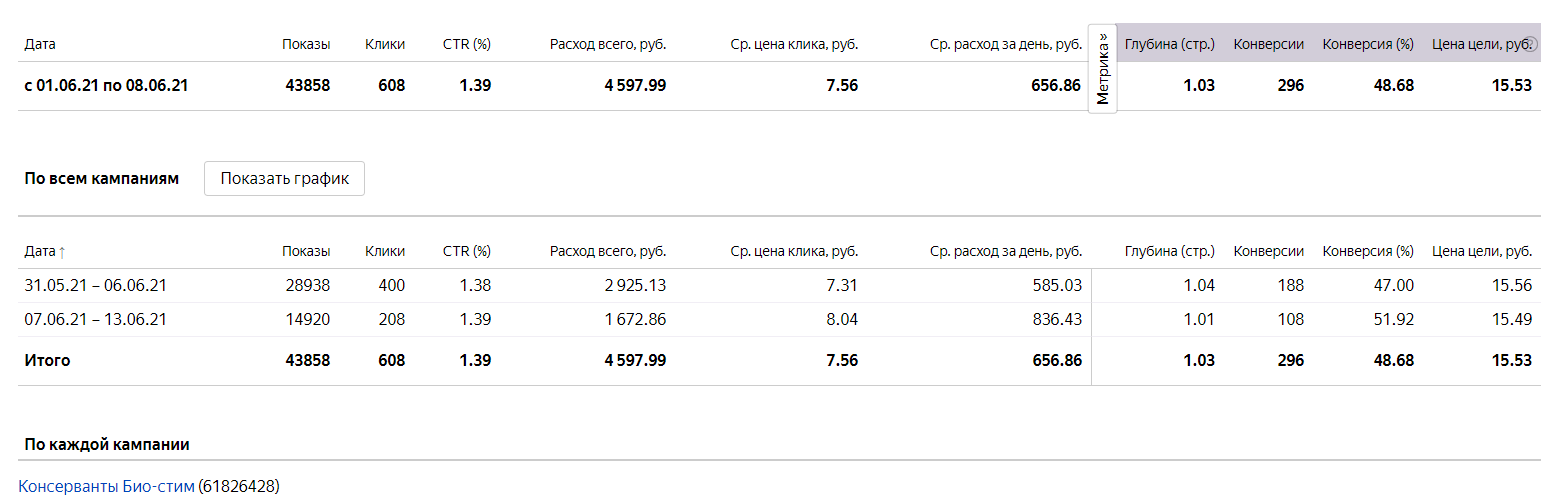 Дата Показы Клики CTR (%) Расход всего, руб. Ср. цена клика, руб. Ср. расход за день, руб. Метрика » Глубина (стр.) Конверсии Конверсия (%) Цена цели, руб. ?
с 01.06.21 по 08.06.21 43858 608 1.39 4 597.99 7.56 656.86 1.03 296 48.68 15.53
По всем кампаниям Показать график
Дата ↑ Показы Клики CTR (%) Расход всего, руб. Ср. цена клика, руб. Ср. расход за день, руб. Глубина (стр.) Конверсии Конверсия (%) Цена цели, руб.
31.05.21 – 06.06.21 28938 400 1.38 2 925.13 7.31 585.03 1.04 188 47.00 15.56
07.06.21 – 13.06.21 14920 208 1.39 1 672.86 8.04 836.43 1.01 108 51.92 15.49
Итого 43858 608 1.39 4 597.99 7.56 656.86 1.03 296 48.68 15.53
По каждой кампании
Консерванты Био-стим (61826428)